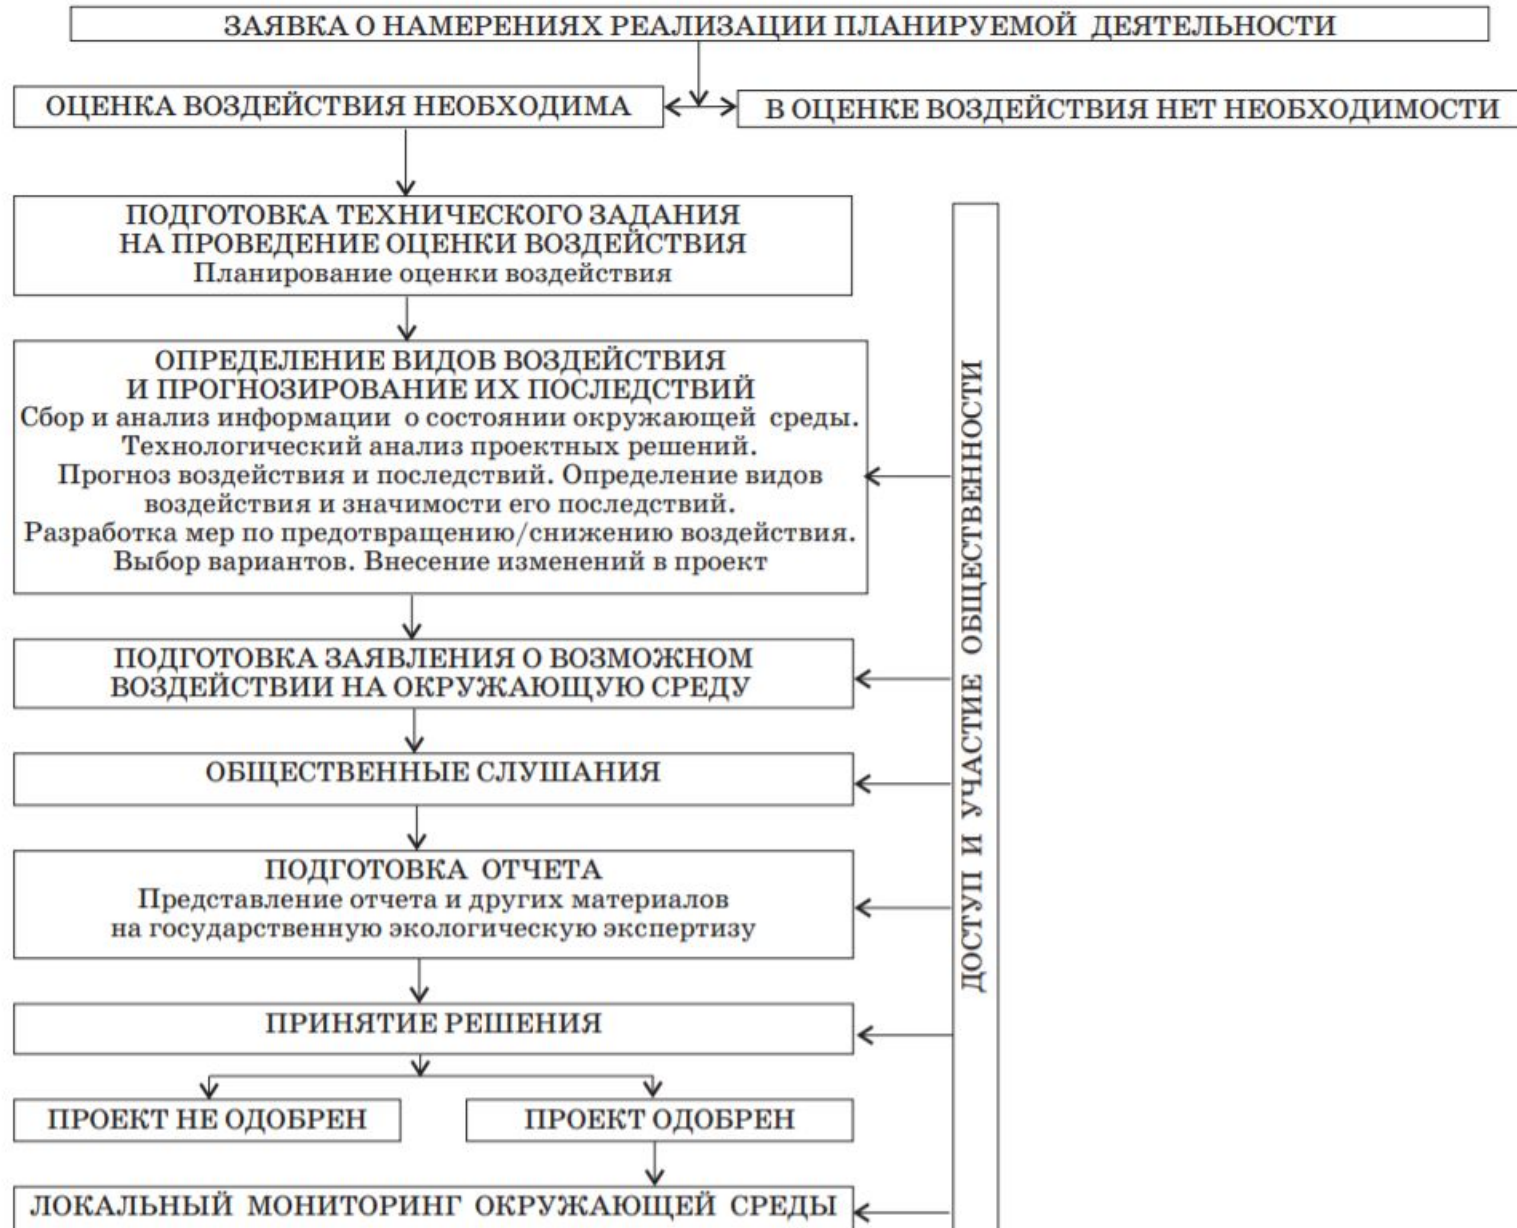 ЗАЯВКА О НАМЕРЕНИЯХ РЕАЛИЗАЦИИ ПЛАНИРУЕМОЙ ДЕЯТЕЛЬНОСТИ
ОЦЕНКА ВОЗДЕЙСТВИЯ НЕОБХОДИМА
В ОЦЕНКЕ ВОЗДЕЙСТВИЯ НЕТ НЕОБХОДИМОСТИ
ПОДГОТОВКА ТЕХНИЧЕСКОГО ЗАДАНИЯ
НА ПРОВЕДЕНИЕ ОЦЕНКИ ВОЗДЕЙСТВИЯ
Планирование оценки воздействия
ОПРЕДЕЛЕНИЕ ВИДОВ ВОЗДЕЙСТВИЯ
И ПРОГНОЗИРОВАНИЕ ИХ ПОСЛЕДСТВИЙ
Сбор и анализ информации о состоянии окружающей среды.
Технологический анализ проектных решений.
Прогноз воздействия и последствий. Определение видов
воздействия и значимости его последствий.
Разработка мер по предотвращению/снижению воздействия.
Выбор вариантов. Внесение изменений в проект
ПОДГОТОВКА ЗАЯВЛЕНИЯ О ВОЗМОЖНОМ
ВОЗДЕЙСТВИИ НА ОКРУЖАЮЩУЮ СРЕДУ
ОБЩЕСТВЕННЫЕ СЛУШАНИЯ
ПОДГОТОВКА ОТЧЕТА
Представление отчета и других материалов
на государственную экологическую экспертизу
ПРИНЯТИЕ РЕШЕНИЯ
ПРОЕКТ НЕ ОДОБРЕН
ПРОЕКТ ОДОБРЕН
ЛОКАЛЬНЫЙ МОНИТОРИНГ ОКРУЖАЮЩЕЙ СРЕДЫ
ДОСТУП И УЧАСТИЕ ОБЩЕСТВЕННОСТИ